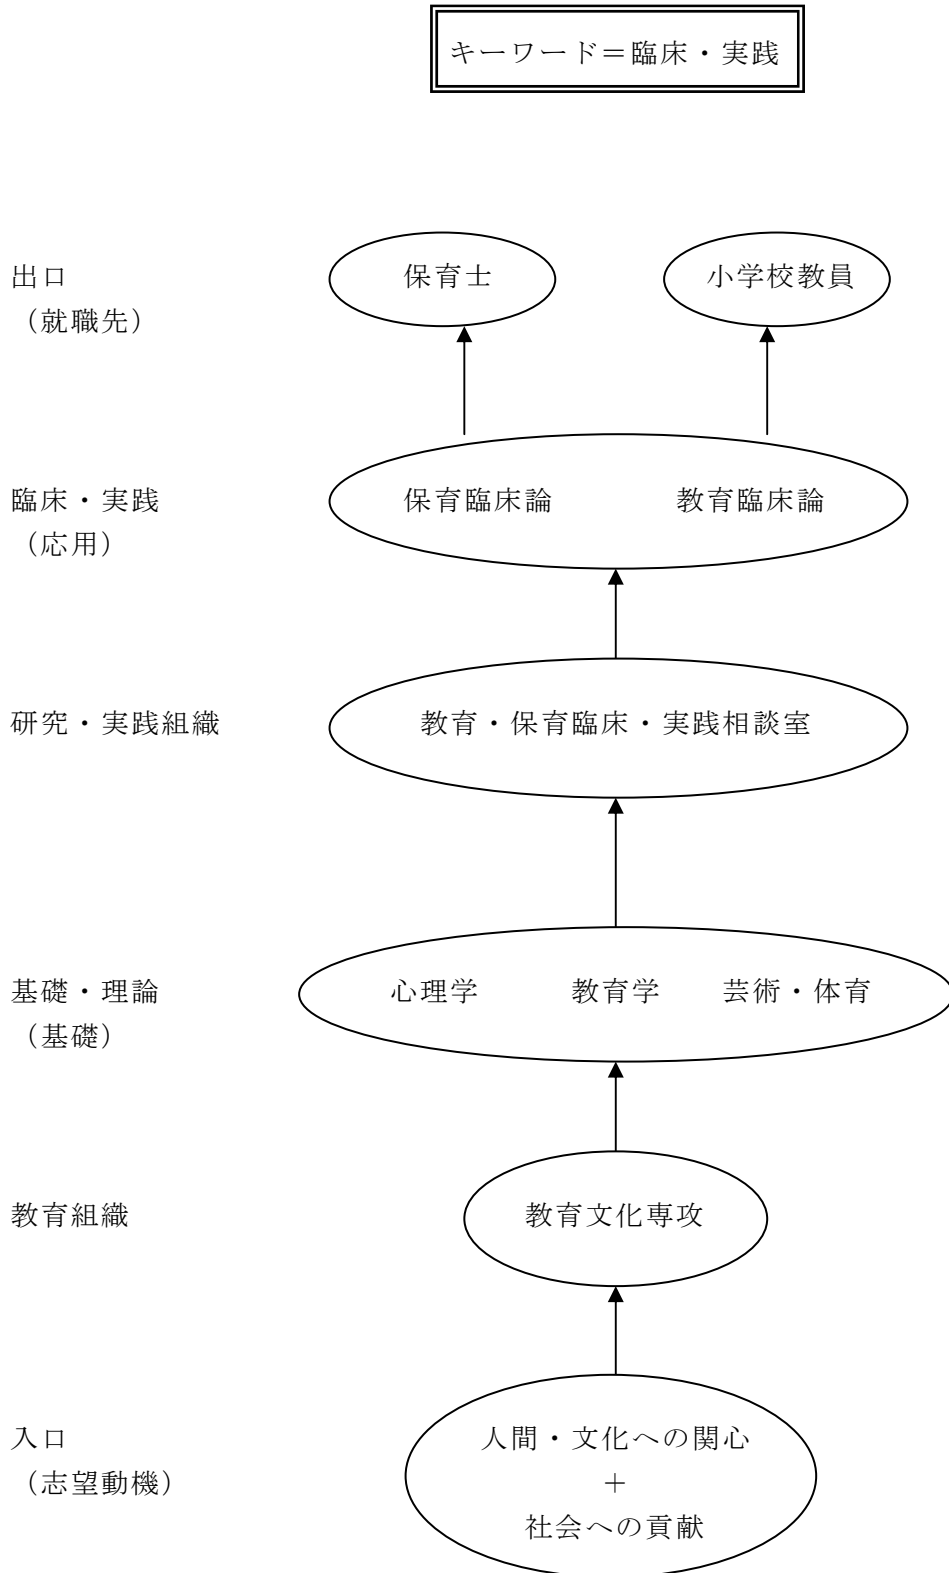 キーワード＝臨床・実践
出口
（就職先）
保育士
小学校教員
臨床・実践
（応用）
保育臨床論
教育臨床論
研究・実践組織
教育・保育臨床・実践相談室
基礎・理論
（基礎）
心理学
教育学
芸術・体育
教育組織
教育文化専攻
入口
（志望動機）
人間・文化への関心
＋
社会への貢献